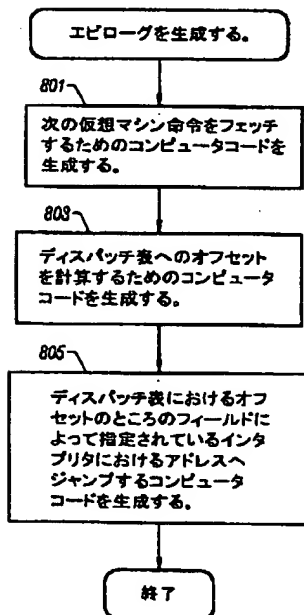 エピローグを生成する。
801
次の仮想マシン命令をフェッチ
するためのコンピュータコードを
生成する。
803
ディスパッチ表へのオフセット
を計算するためのコンピュータ
コードを生成する。
805
ディスパッチ表におけるオフ
セットのところのフィールドに
よって指定されているインタ
プリタにおけるアドレスへ
ジャンプするコンピュータ
コードを生成する。
終了